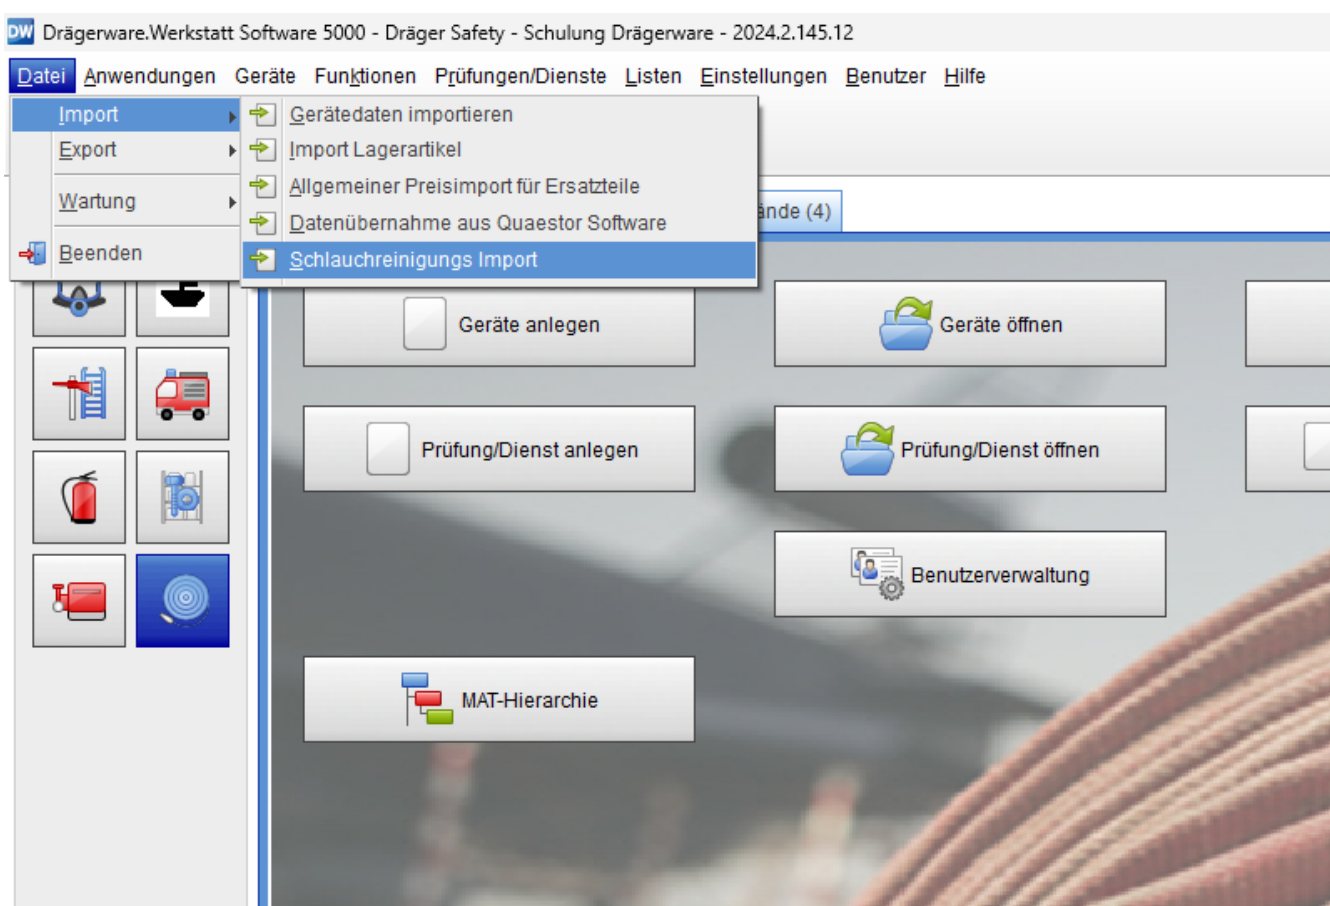 DW Drägerware.Werkstatt Software 5000 - Dräger Safety - Schulung Drägerware - 2024.2.145.12
Datei Anwendungen Geräte Funktionen Prüfungen/Dienste Listen Einstellungen Benutzer Hilfe
Import
Export
Wartung
Beenden
Gerätedaten importieren
Import Lagerartikel
Allgemeiner Preisimport für Ersatzteile
Datenübernahme aus Quaestor Software
Schlauchreinigungs Import
(4)
Geräte anlegen
Geräte öffnen
Prüfung/Dienst anlegen
Prüfung/Dienst öffnen
Benutzerverwaltung
MAT-Hierarchie